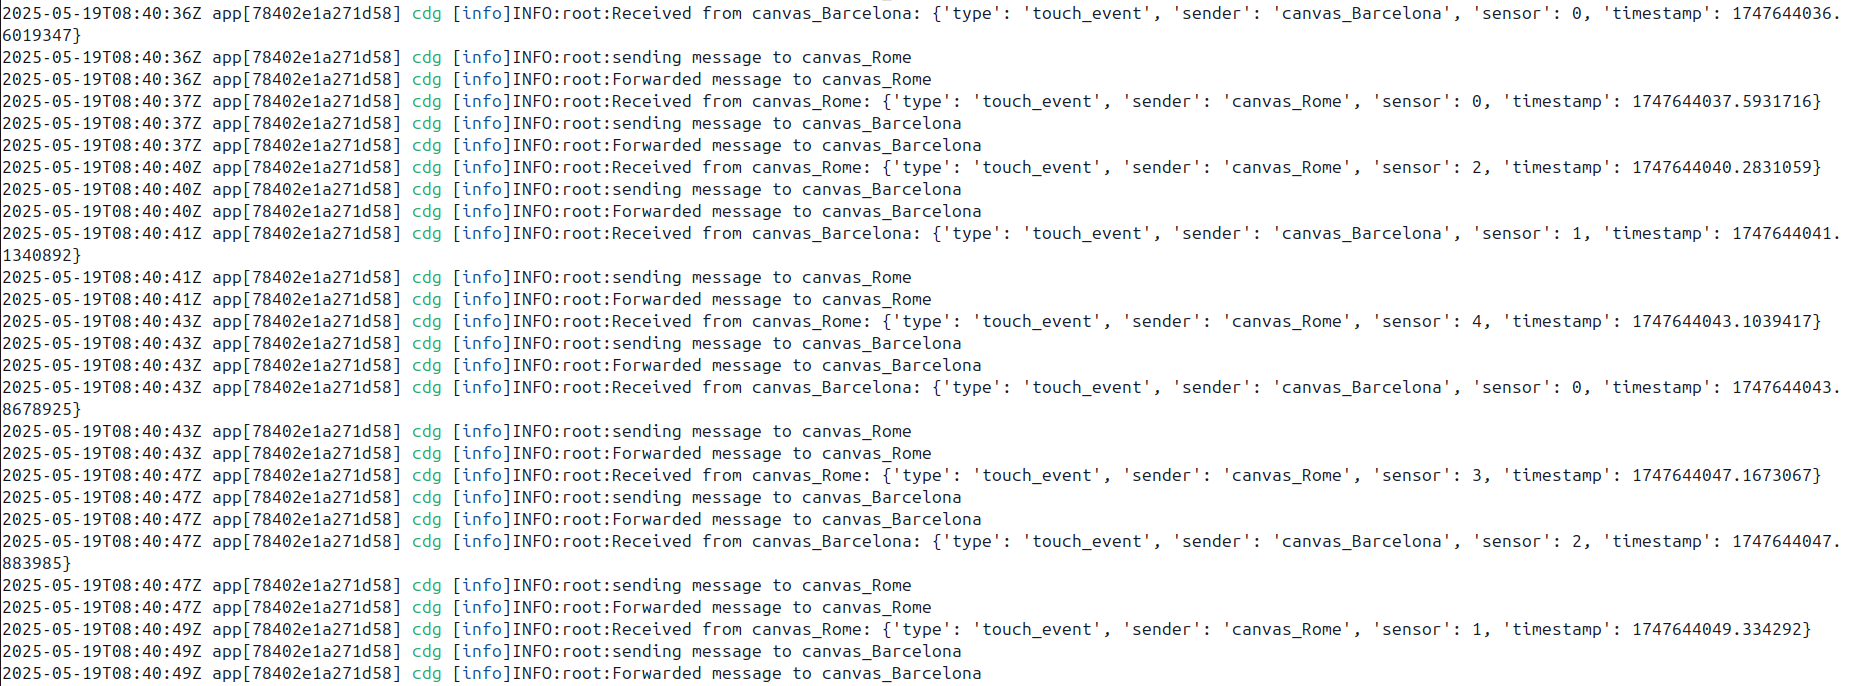 2025-05-19T08:40:36Z app[78402e1a271d58] cdg [info]INFO:root:Received from canvas_Barcelona: {'type': 'touch_event', 'sender': 'canvas_Barcelona', 'sensor': 0, 'timestamp': 1747644036.
6019347}
2025-05-19T08:40:36Z app[78402e1a271d58] cdg [info]INFO:root:sending message to canvas_Rome
2025-05-19T08:40:36Z app[78402e1a271d58] cdg [info]INFO:root:Forwarded message to canvas_Rome
2025-05-19T08:40:37Z app[78402e1a271d58] cdg [info]INFO:root:Received from canvas_Rome: {'type': 'touch_event', 'sender': 'canvas_Rome', 'sensor': 0, 'timestamp': 1747644037.5931716}
2025-05-19T08:40:37Z app[78402e1a271d58] cdg [info]INFO:root:sending message to canvas_Barcelona
2025-05-19T08:40:37Z app[78402e1a271d58] cdg [info]INFO:root:Forwarded message to canvas_Barcelona
2025-05-19T08:40:40Z app[78402e1a271d58] cdg [info]INFO:root:Received from canvas_Rome: {'type': 'touch_event', 'sender': 'canvas_Rome', 'sensor': 2, 'timestamp': 1747644040.2831059}
2025-05-19T08:40:40Z app[78402e1a271d58] cdg [info]INFO:root:sending message to canvas_Barcelona
2025-05-19T08:40:40Z app[78402e1a271d58] cdg [info]INFO:root:Forwarded message to canvas_Barcelona
2025-05-19T08:40:41Z app[78402e1a271d58] cdg [info]INFO:root:Received from canvas_Barcelona: {'type': 'touch_event', 'sender': 'canvas_Barcelona', 'sensor': 1, 'timestamp': 1747644041.
1340892}
2025-05-19T08:40:41Z app[78402e1a271d58] cdg [info]INFO:root:sending message to canvas_Rome
2025-05-19T08:40:41Z app[78402e1a271d58] cdg [info]INFO:root:Forwarded message to canvas_Rome
2025-05-19T08:40:43Z app[78402e1a271d58] cdg [info]INFO:root:Received from canvas_Rome: {'type': 'touch_event', 'sender': 'canvas_Rome', 'sensor': 4, 'timestamp': 1747644043.1039417}
2025-05-19T08:40:43Z app[78402e1a271d58] cdg [info]INFO:root:sending message to canvas_Barcelona
2025-05-19T08:40:43Z app[78402e1a271d58] cdg [info]INFO:root:Forwarded message to canvas_Barcelona
2025-05-19T08:40:43Z app[78402e1a271d58] cdg [info]INFO:root:Received from canvas_Barcelona: {'type': 'touch_event', 'sender': 'canvas_Barcelona', 'sensor': 0, 'timestamp': 1747644043.
8678925}
2025-05-19T08:40:43Z app[78402e1a271d58] cdg [info]INFO:root:sending message to canvas_Rome
2025-05-19T08:40:43Z app[78402e1a271d58] cdg [info]INFO:root:Forwarded message to canvas_Rome
2025-05-19T08:40:47Z app[78402e1a271d58] cdg [info]INFO:root:Received from canvas_Rome: {'type': 'touch_event', 'sender': 'canvas_Rome', 'sensor': 3, 'timestamp': 1747644047.1673067}
2025-05-19T08:40:47Z app[78402e1a271d58] cdg [info]INFO:root:sending message to canvas_Barcelona
2025-05-19T08:40:47Z app[78402e1a271d58] cdg [info]INFO:root:Forwarded message to canvas_Barcelona
2025-05-19T08:40:47Z app[78402e1a271d58] cdg [info]INFO:root:Received from canvas_Barcelona: {'type': 'touch_event', 'sender': 'canvas_Barcelona', 'sensor': 2, 'timestamp': 1747644047.
883985}
2025-05-19T08:40:47Z app[78402e1a271d58] cdg [info]INFO:root:sending message to canvas_Rome
2025-05-19T08:40:47Z app[78402e1a271d58] cdg [info]INFO:root:Forwarded message to canvas_Rome
2025-05-19T08:40:49Z app[78402e1a271d58] cdg [info]INFO:root:Received from canvas_Rome: {'type': 'touch_event', 'sender': 'canvas_Rome', 'sensor': 1, 'timestamp': 1747644049.334292}
2025-05-19T08:40:49Z app[78402e1a271d58] cdg [info]INFO:root:sending message to canvas_Barcelona
2025-05-19T08:40:49Z app[78402e1a271d58] cdg [info]INFO:root:Forwarded message to canvas_Barcelona